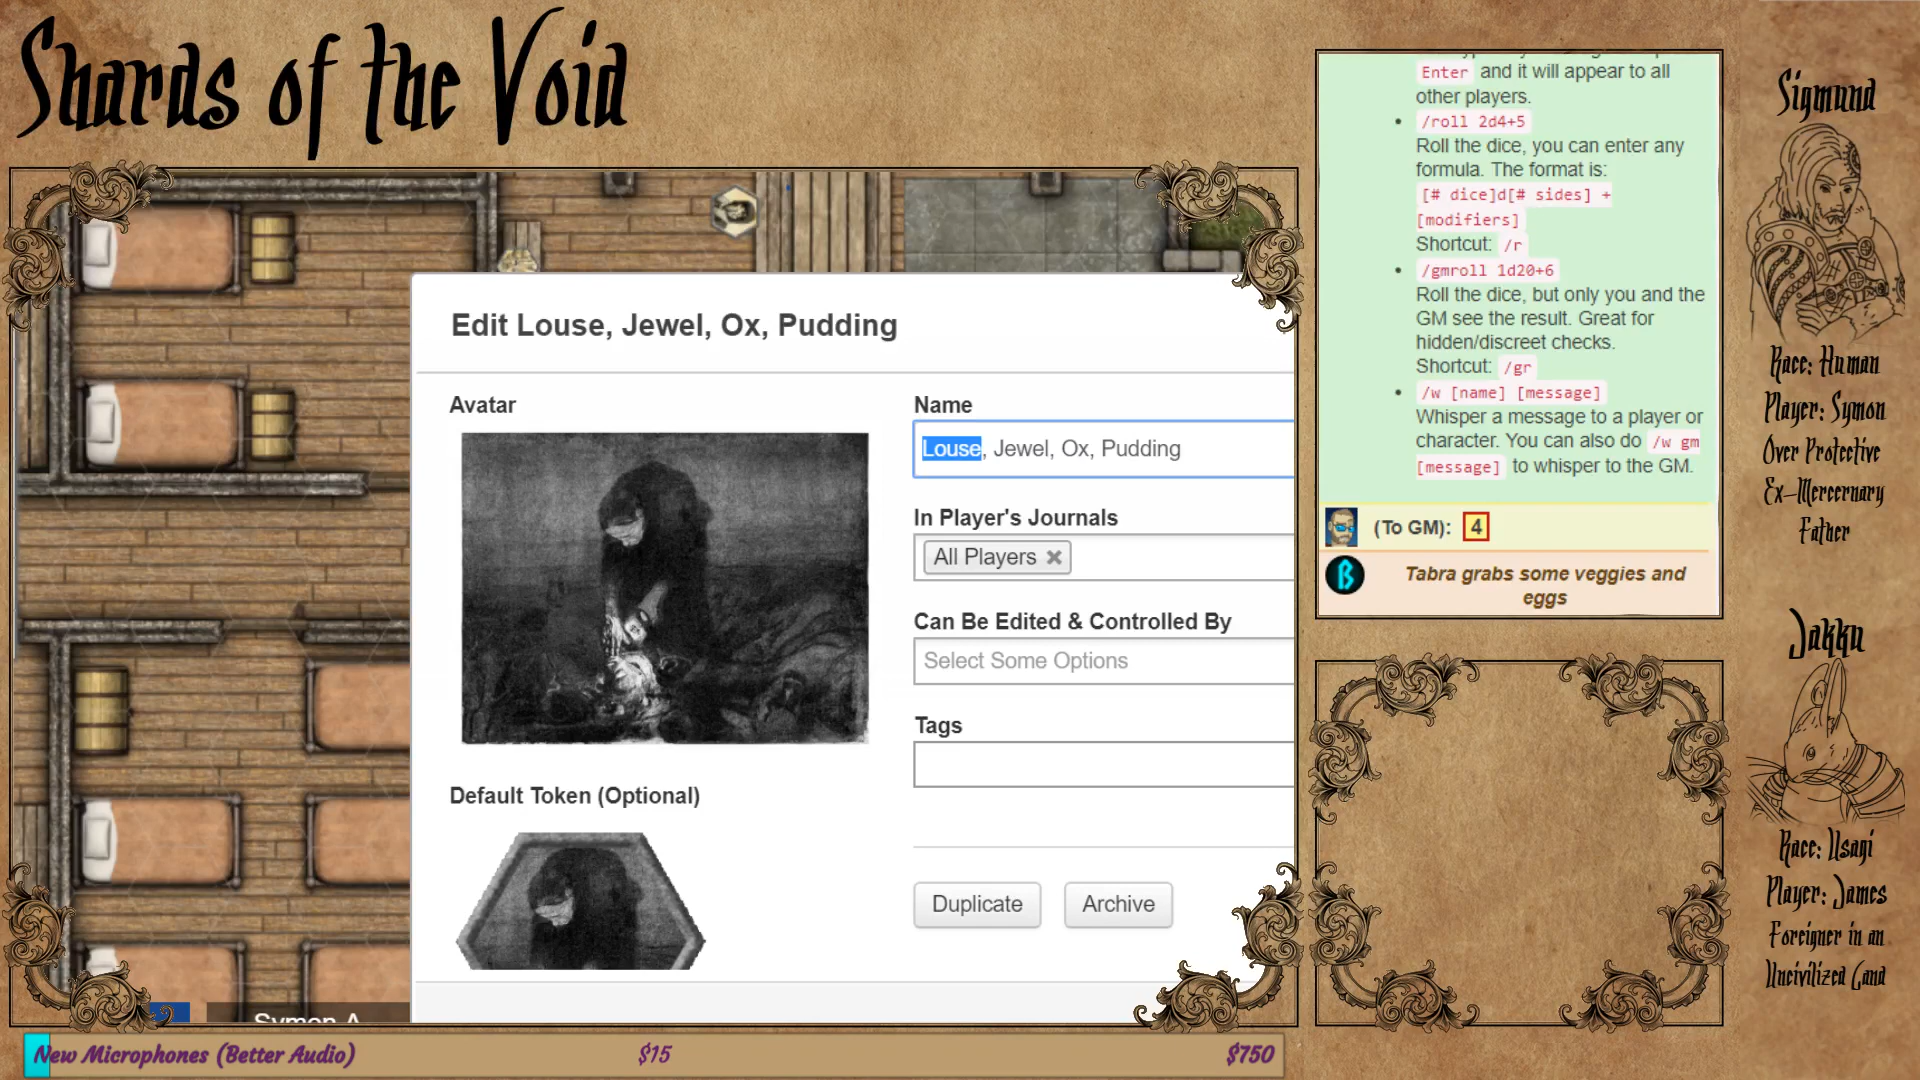 Shards of the Void
Edit Louse, Jewel, Ox, Pudding
Avatar
Name
Louse, Jewel, Ox, Pudding
In Player's Journals
All Players
Can Be Edited & Controlled By
Select Some Options
Tags
Default Token (Optional)
Duplicate
Archive
New Microphones (Better Audio)
$15
$750
Enter and it will appear to all
other players.
/roll 2d4+5
Roll the dice, you can enter any
formula. The format is:
[# dice]d[# sides] +
[modifiers]
Shortcut: /r
/gmroll 1d20+6
Roll the dice, but only you and the
GM see the result. Great for
hidden/discreet checks.
Shortcut: /gr
/w [name] [message]
Whisper a message to a player or
character. You can also do /w gm
[message] to whisper to the GM.
(To GM): 4
Tabra grabs some veggies and
eggs
Sigmund
Race: Human
Player: Symon
Over Protective
Ex-Mercernary
Father
Jakku
Race: Usagi
Player: James
Foreigner in an
Uncivilized Land